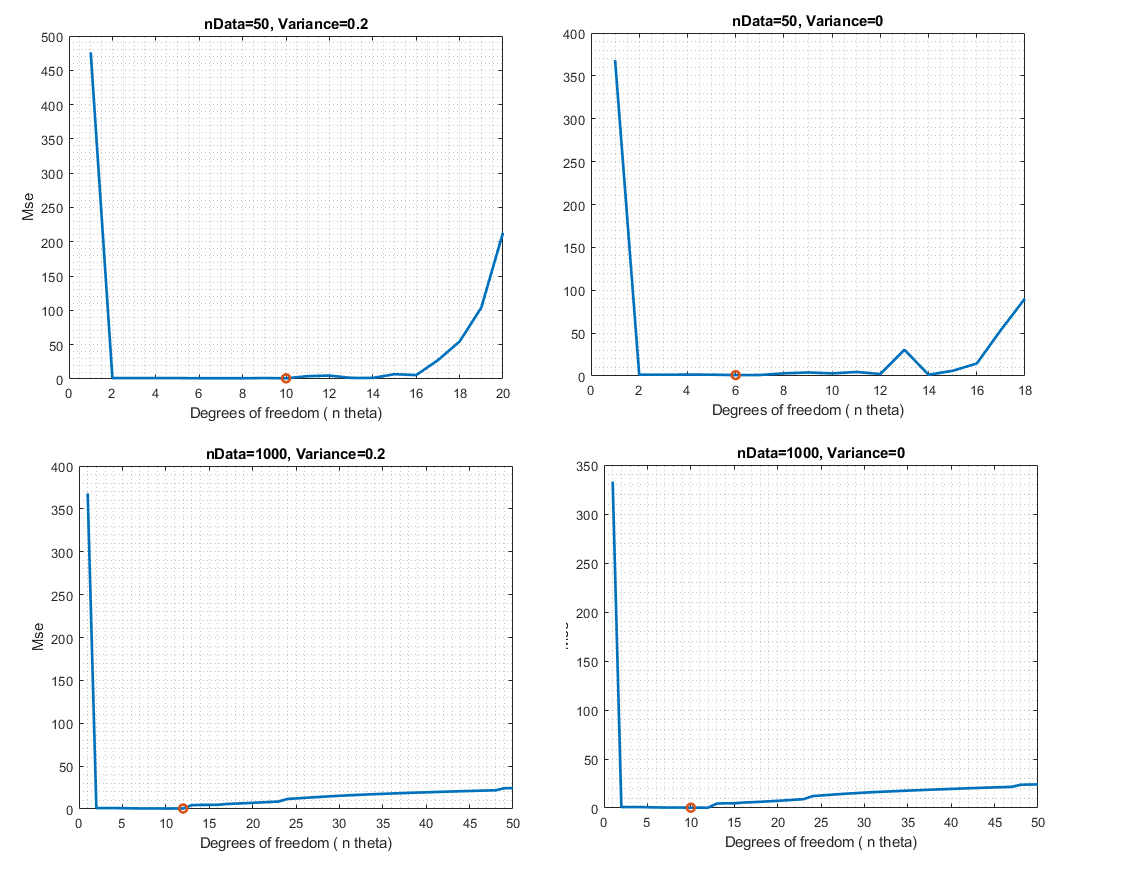 nData=50, Variance=0.2
500
450
400
350
300
250
200
150
100
50
0
Mse
0 2 4 6 8 10 12 14 16 18 20
Degrees of freedom ( n theta)
nData=50, Variance=0
400
350
300
250
200
150
100
50
0
0 2 4 6 8 10 12 14 16 18
Degrees of freedom ( n theta)
nData=1000, Variance=0.2
400
350
300
250
200
150
100
50
0
Mse
0 5 10 15 20 25 30 35 40 45 50
Degrees of freedom ( n theta)
nData=1000, Variance=0
350
300
250
200
150
100
50
0
0 5 10 15 20 25 30 35 40 45 50
Degrees of freedom ( n theta)